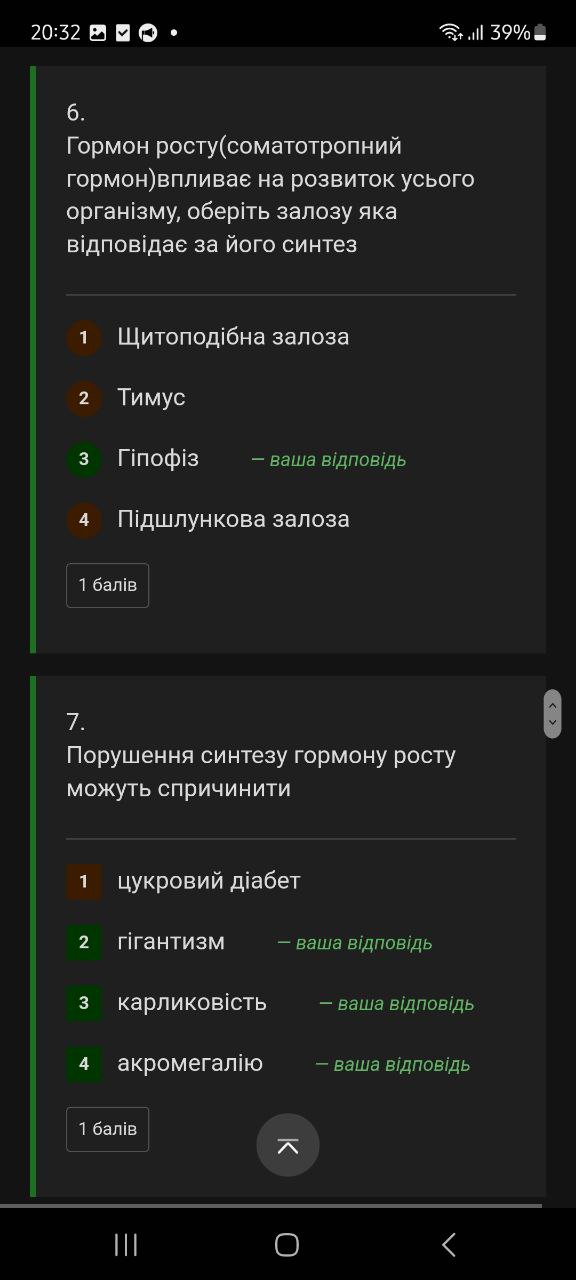 20:32
39%
6.
Гормон росту(соматотропний
гормон)впливає на розвиток усього
організму, оберіть залозу яка
відповідає за його синтез
1 Щитоподібна залоза
2 Тимус
3 Гіпофіз — ваша відповідь
4 Підшлункова залоза
1 балів
7.
Порушення синтезу гормону росту
можуть спричинити
1 цукровий діабет
2 гігантизм — ваша відповідь
3 карликовість — ваша відповідь
4 акромегалію — ваша відповідь
1 балів